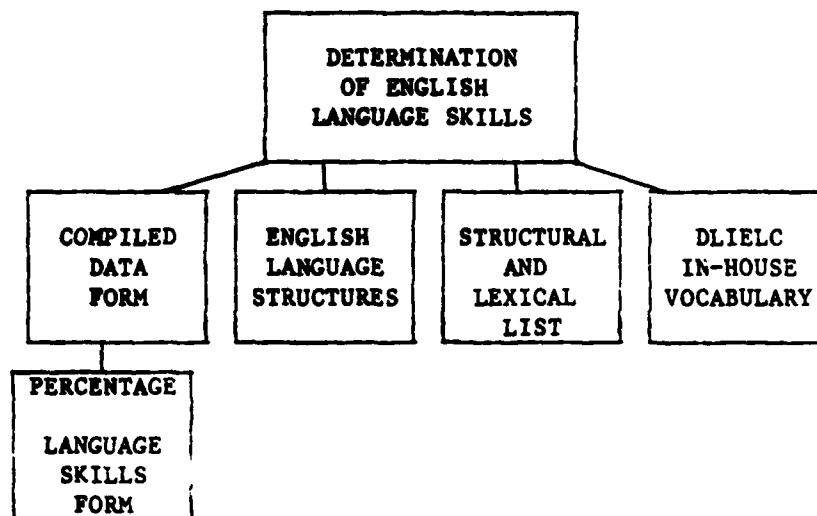 DETERMINATION
OF ENGLISH
LANGUAGE SKILLS
COMPILED
DATA
FORM
ENGLISH
LANGUAGE
STRUCTURES
STRUCTURAL
AND
LEXICAL
LIST
DLIELC
IN-HOUSE
VOCABULARY
PERCENTAGE
LANGUAGE
SKILLS
FORM